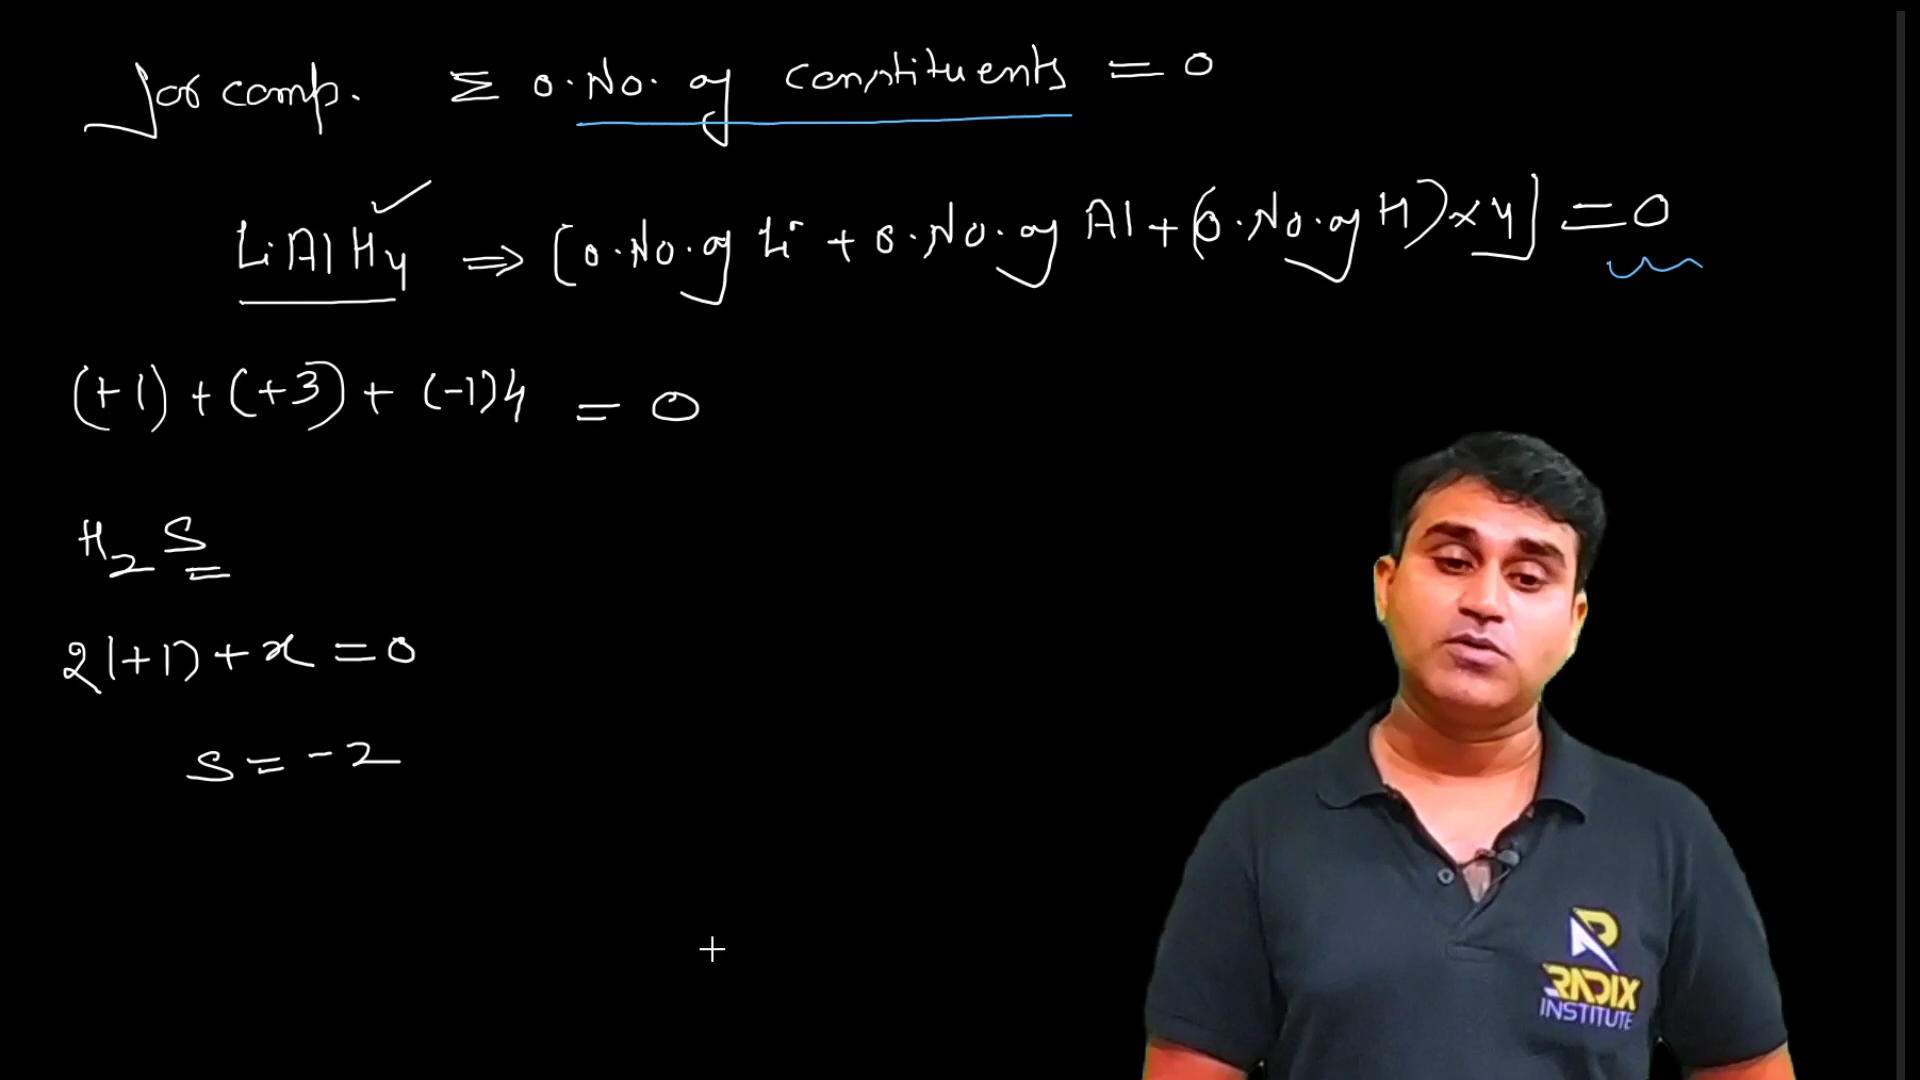 for comp. Σ O.No. of constituents = 0
LiAlH4 ⇒ [O.No. of Li + O.No. of Al + (O.No. of H) × 4] = 0
(+1) + (+3) + (-1)4 = 0
H2S
2(+1) + x = 0
S = -2
RADIX
INSTITUTE